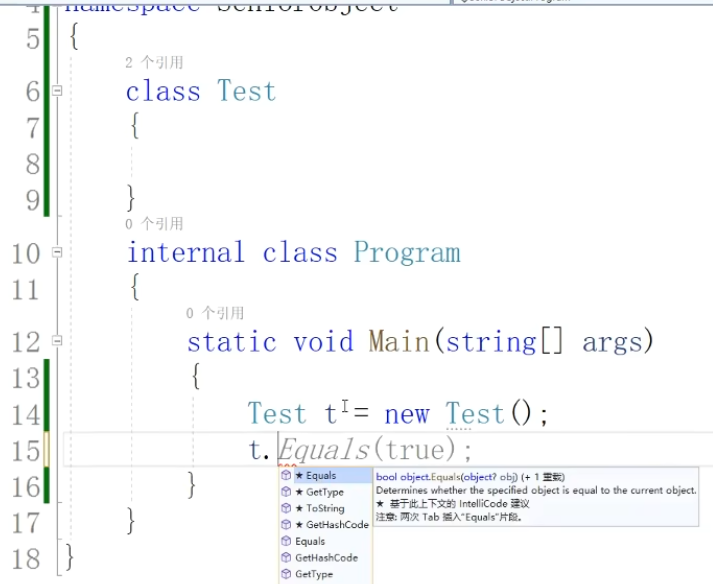 namespace SeniorObject
5 {
2 个引用
6 class Test
7 {
8
9 }
0 个引用
10 internal class Program
11 {
0 个引用
12 static void Main(string[] args)
13 {
14 Test t = new Test();
15 t.Equals(true);
16 }
17 }
18 }
★ Equals
★ GetType
★ ToString
★ GetHashCode
Equals
GetHashCode
GetType
bool object.Equals(object? obj) (+ 1 重载)
Determines whether the specified object is equal to the current object.
★ 基于此上下文的 IntelliCode 建议
注意: 两次 Tab 插入"Equals"片段。